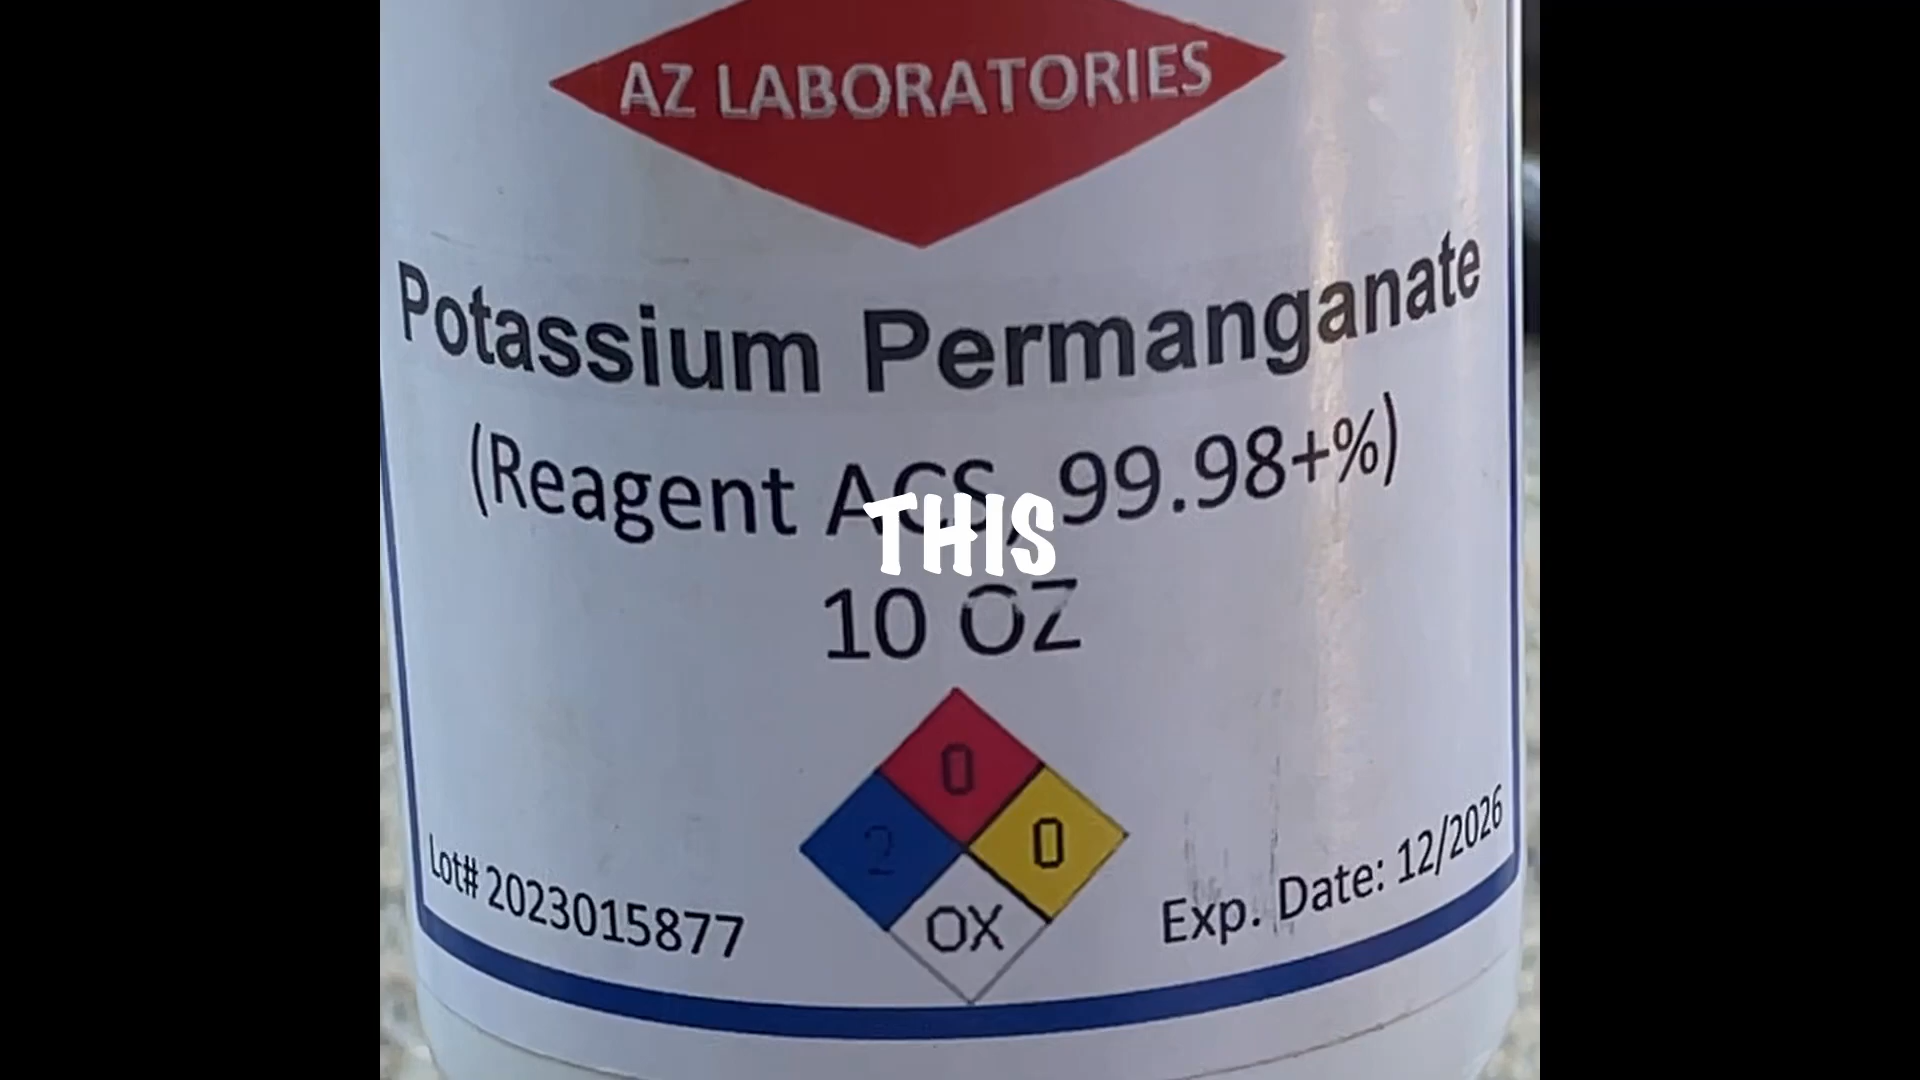 AZ LABORATORIES
Potassium Permanganate
(Reagent ACS, 99.98+%)
THIS
10 OZ
0
2
0
OX
Lot# 2023015877
Exp. Date: 12/2026